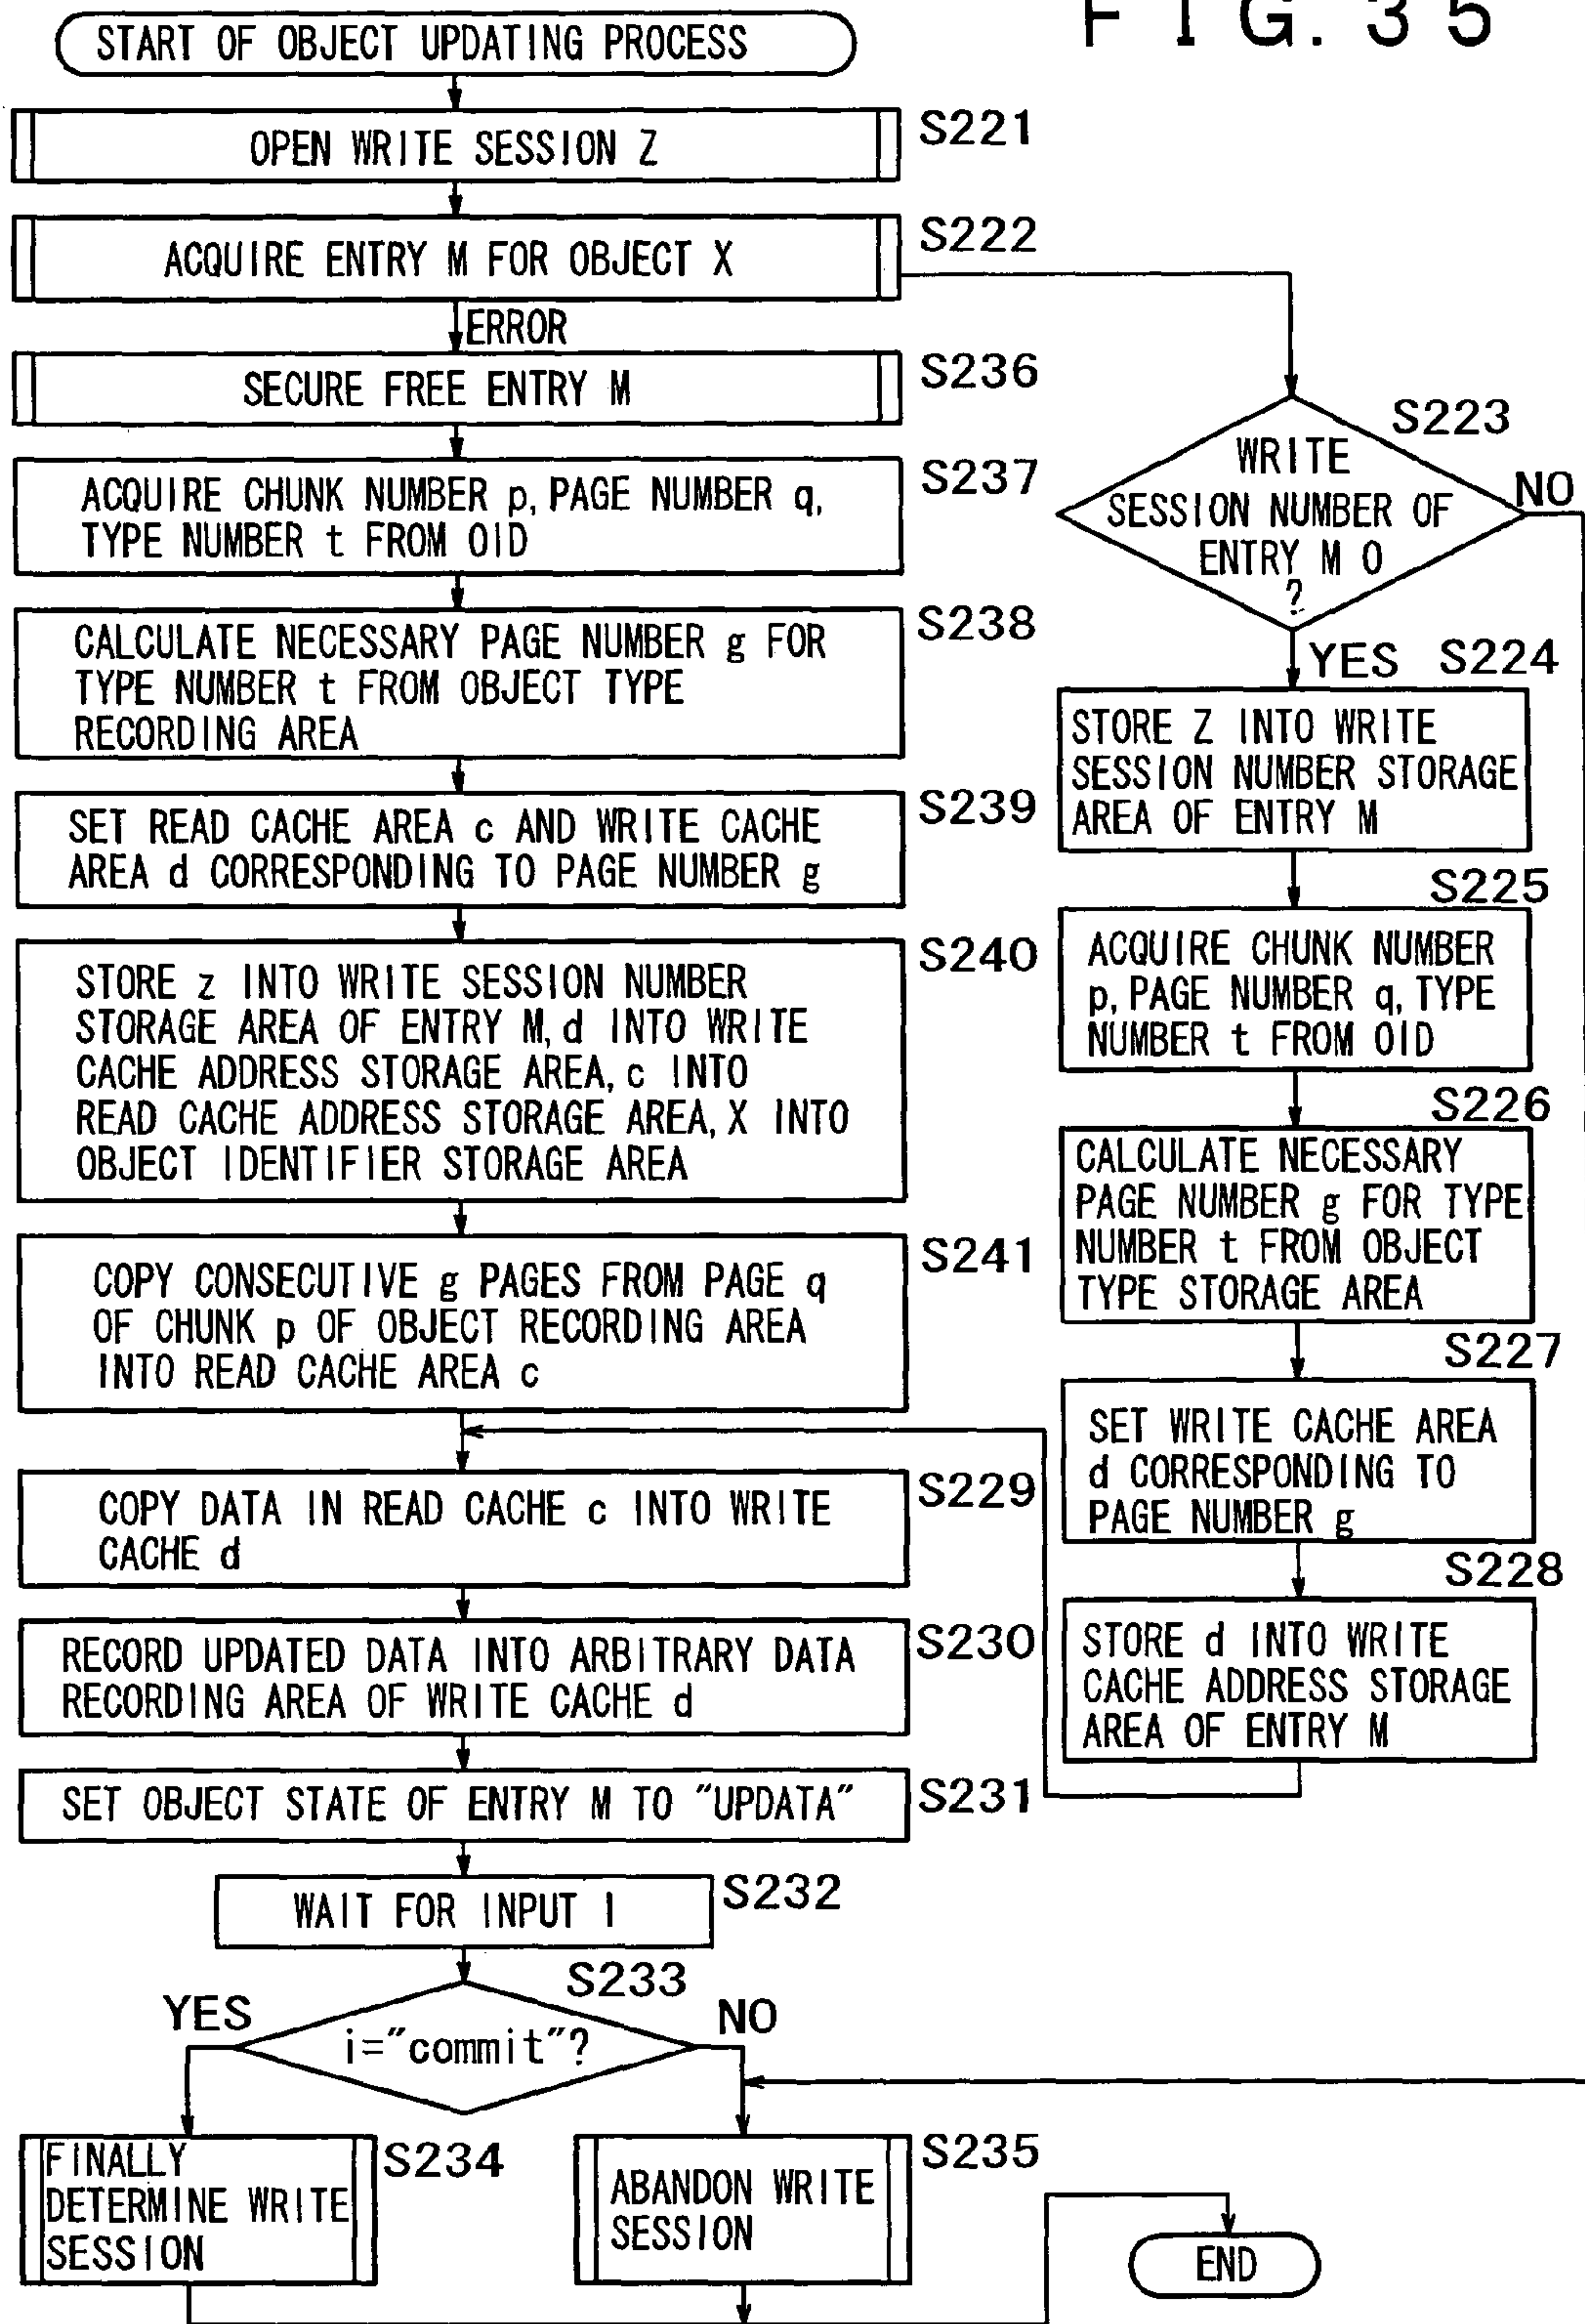 FIG. 35
START OF OBJECT UPDATING PROCESS
OPEN WRITE SESSION Z
S221
ACQUIRE ENTRY M FOR OBJECT X
S222
ERROR
SECURE FREE ENTRY M
S236
ACQUIRE CHUNK NUMBER p, PAGE NUMBER q,
TYPE NUMBER t FROM OID
S237
CALCULATE NECESSARY PAGE NUMBER g FOR
TYPE NUMBER t FROM OBJECT TYPE
RECORDING AREA
S238
SET READ CACHE AREA c AND WRITE CACHE
AREA d CORRESPONDING TO PAGE NUMBER g
S239
STORE z INTO WRITE SESSION NUMBER
STORAGE AREA OF ENTRY M, d INTO WRITE
CACHE ADDRESS STORAGE AREA, c INTO
READ CACHE ADDRESS STORAGE AREA, X INTO
OBJECT IDENTIFIER STORAGE AREA
S240
COPY CONSECUTIVE g PAGES FROM PAGE q
OF CHUNK p OF OBJECT RECORDING AREA
INTO READ CACHE AREA c
S241
S223
WRITE
SESSION NUMBER OF
ENTRY M 0
?
NO
YES
S224
STORE Z INTO WRITE
SESSION NUMBER STORAGE
AREA OF ENTRY M
S225
ACQUIRE CHUNK NUMBER
p, PAGE NUMBER q, TYPE
NUMBER t FROM OID
S226
CALCULATE NECESSARY
PAGE NUMBER g FOR TYPE
NUMBER t FROM OBJECT
TYPE STORAGE AREA
S227
SET WRITE CACHE AREA
d CORRESPONDING TO
PAGE NUMBER g
S228
STORE d INTO WRITE
CACHE ADDRESS STORAGE
AREA OF ENTRY M
COPY DATA IN READ CACHE c INTO WRITE
CACHE d
S229
RECORD UPDATED DATA INTO ARBITRARY DATA
RECORDING AREA OF WRITE CACHE d
S230
SET OBJECT STATE OF ENTRY M TO "UPDATA"
S231
WAIT FOR INPUT I
S232
S233
i="commit"?
YES
NO
FINALLY
DETERMINE WRITE
SESSION
S234
ABANDON WRITE
SESSION
S235
END